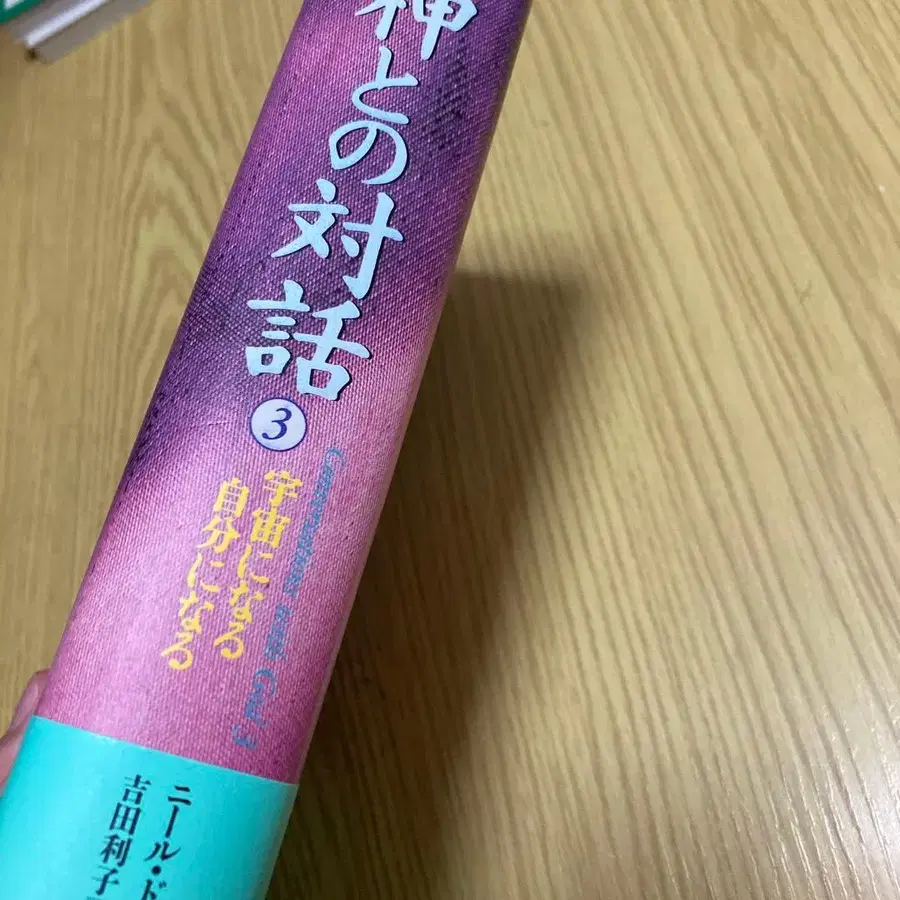 神との対話
3
宇宙になる
自分になる
Conversations with God 3
ニール・ド
吉田利子